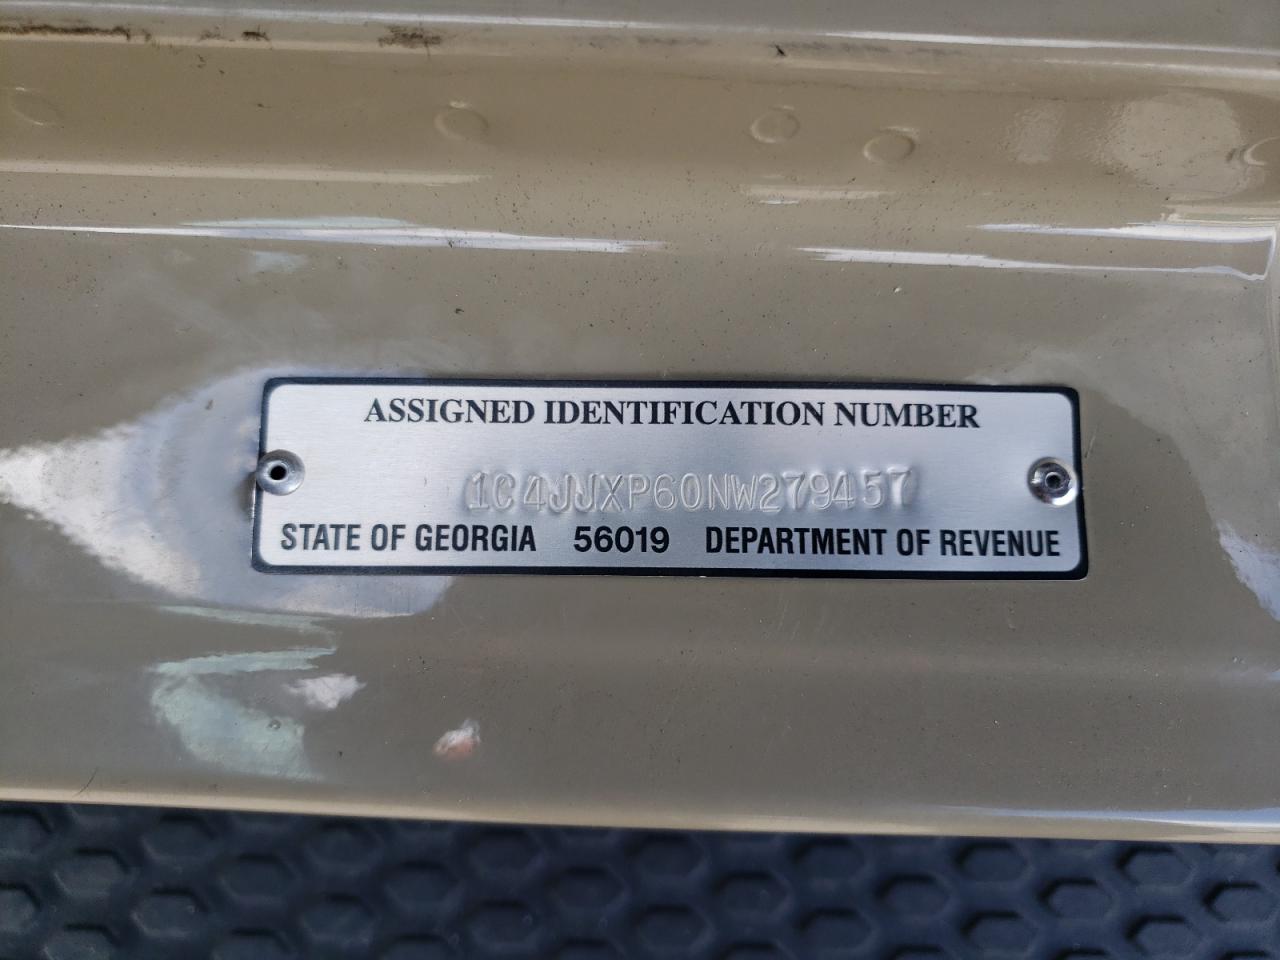 ASSIGNED IDENTIFICATION NUMBER
1C4JJXP60NW279457
STATE OF GEORGIA 56019 DEPARTMENT OF REVENUE